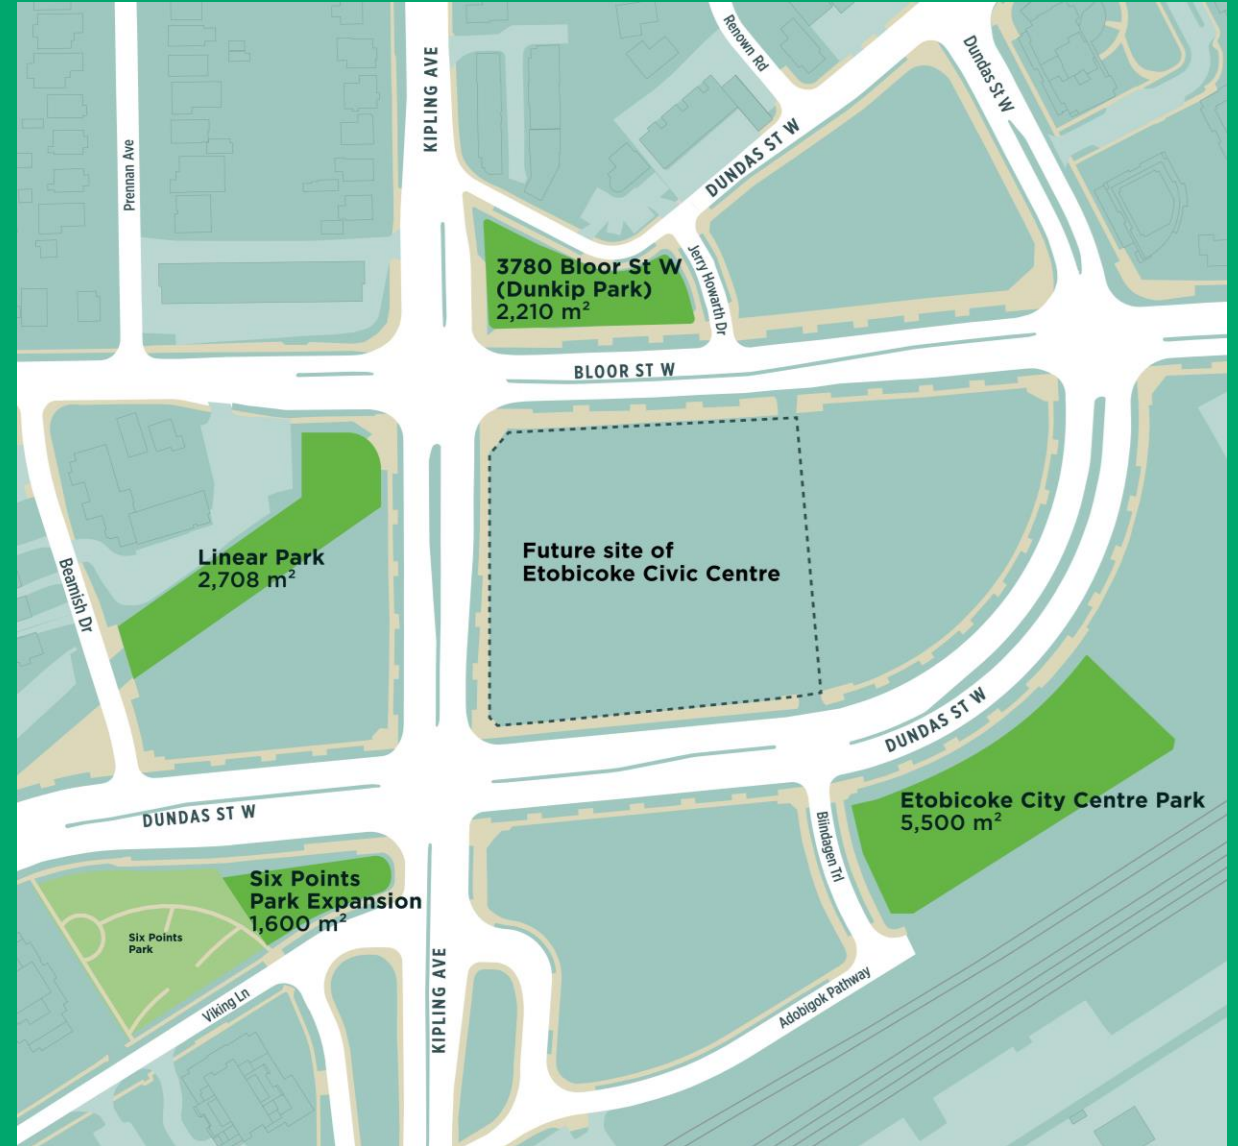 Renown Rd
Dundas St W
KIPLING AVE
DUNDAS ST W
Prennan Ave
3780 Bloor St W
(Dunkip Park)
2,210 m²
Jerry Howarth Dr
BLOOR ST W
Linear Park
2,708 m²
Future site of
Etobicoke Civic Centre
Beamish Dr
DUNDAS ST W
Etobicoke City Centre Park
5,500 m²
DUNDAS ST W
Blindagen Trl
Six Points
Park Expansion
1,600 m²
Six Points
Park
Viking Ln
KIPLING AVE
Adobigok Pathway